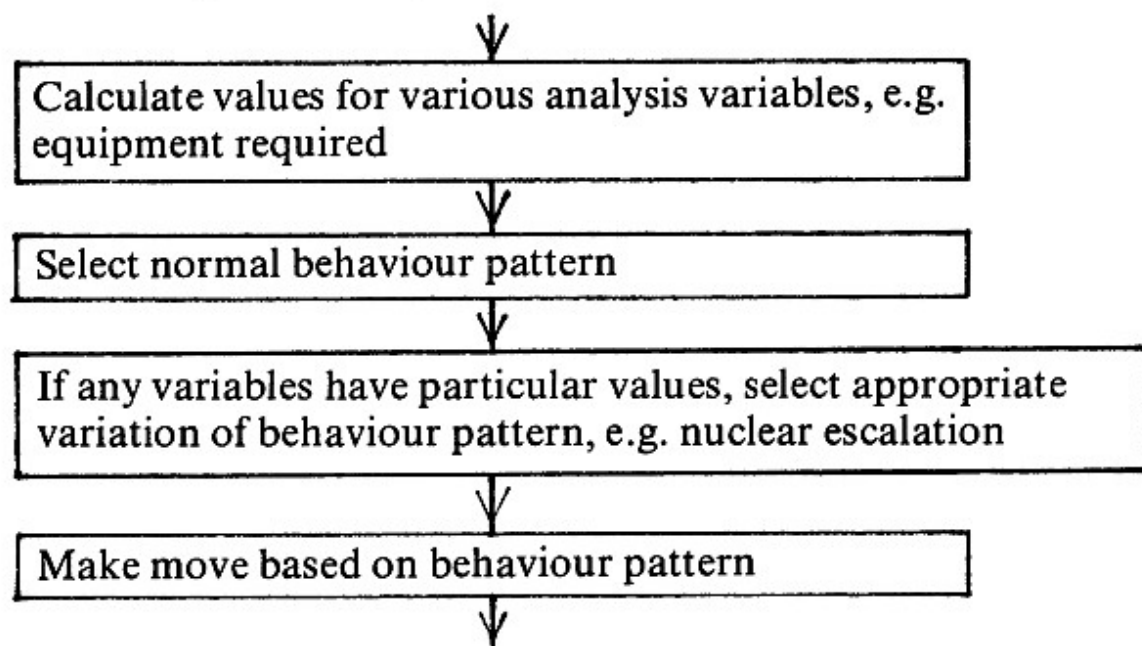 Calculate values for various analysis variables, e.g.
equipment required
Select normal behaviour pattern
If any variables have particular values, select appropriate
variation of behaviour pattern, e.g. nuclear escalation
Make move based on behaviour pattern